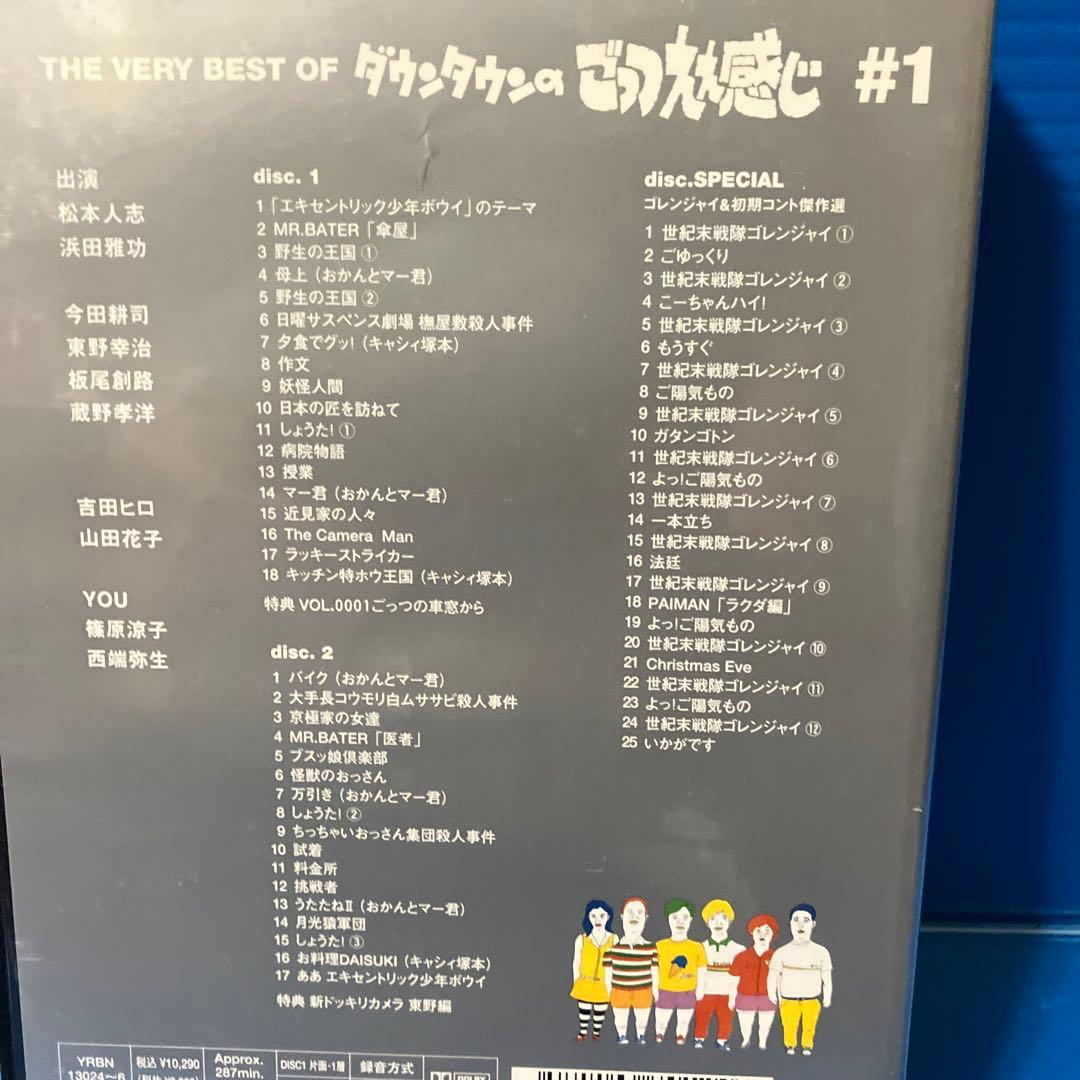 THE VERY BEST OF ダウンタウンの ごっつええ感じ #1
出演
松本人志
浜田雅功
今田耕司
東野幸治
板尾創路
蔵野孝洋
吉田ヒロ
山田花子
YOU
篠原涼子
西端弥生
disc. 1
1「エキセントリック少年ボウイ」のテーマ
2 MR.BATER「傘屋」
3 野生の王国 ①
4 母上（おかんとマー君）
5 野生の王国 ②
6 日曜サスペンス劇場 橅屋敷殺人事件
7 夕食でグッ!（キャシィ塚本）
8 作文
9 妖怪人間
10 日本の匠を訪ねて
11 しょうた! ①
12 病院物語
13 授業
14 マー君（おかんとマー君）
15 近見家の人々
16 The Camera Man
17 ラッキーストライカー
18 キッチン特ホウ王国（キャシィ塚本）
特典 VOL.0001ごっつの車窓から
disc. 2
1 バイク（おかんとマー君）
2 大手長コウモリ白ムササビ殺人事件
3 京極家の女達
4 MR.BATER「医者」
5 ブスッ娘倶楽部
6 怪獣のおっさん
7 万引き（おかんとマー君）
8 しょうた! ②
9 ちっちゃいおっさん集団殺人事件
10 試着
11 料金所
12 挑戦者
13 うたたねⅡ（おかんとマー君）
14 月光猿軍団
15 しょうた! ③
16 お料理DAISUKI（キャシィ塚本）
17 ああ エキセントリック少年ボウイ
特典 新ドッキリカメラ 東野編
disc.SPECIAL
ゴレンジャイ&初期コント傑作選
1 世紀末戦隊ゴレンジャイ ①
2 ごゆっくり
3 世紀末戦隊ゴレンジャイ ②
4 こーちゃんハイ!
5 世紀末戦隊ゴレンジャイ ③
6 もうすぐ
7 世紀末戦隊ゴレンジャイ ④
8 ご陽気もの
9 世紀末戦隊ゴレンジャイ ⑤
10 ガタンゴトン
11 世紀末戦隊ゴレンジャイ ⑥
12 よっ!ご陽気もの
13 世紀末戦隊ゴレンジャイ ⑦
14 一本立ち
15 世紀末戦隊ゴレンジャイ ⑧
16 法廷
17 世紀末戦隊ゴレンジャイ ⑨
18 PAIMAN「ラクダ編」
19 よっ!ご陽気もの
20 世紀末戦隊ゴレンジャイ ⑩
21 Christmas Eve
22 世紀末戦隊ゴレンジャイ ⑪
23 よっ!ご陽気もの
24 世紀末戦隊ゴレンジャイ ⑫
25 いかがです
YRBN
13024〜6
税込 ¥10,290
Approx.
287min.
DISC1 片面・1層
録音方式